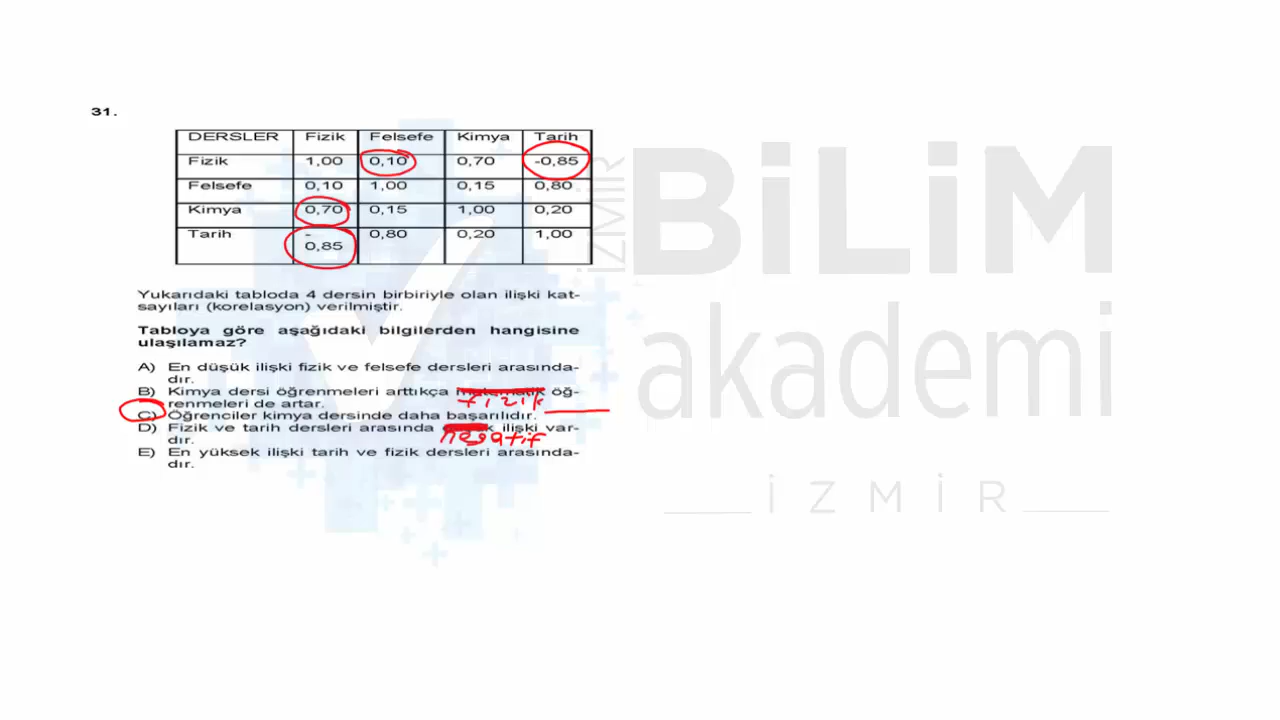 31.
DERSLER Fizik Felsefe Kimya Tarih
Fizik 1,00 0,10 0,70 -0,85
Felsefe 0,10 1,00 0,15 0,80
Kimya 0,70 0,15 1,00 0,20
Tarih -0,85 0,80 0,20 1,00
Yukarıdaki tabloda 4 dersin birbiriyle olan ilişki kat-
sayıları (korelasyon) verilmiştir.
Tabloya göre aşağıdaki bilgilerden hangisine
ulaşılamaz?
A) En düşük ilişki fizik ve felsefe dersleri arasında-
dır.
B) Kimya dersi öğrenmeleri arttıkça fizik öğ-
renmeleri de artar.
C) Öğrenciler kimya dersinde daha başarılıdır.
D) Fizik ve tarih dersleri arasında negatif ilişki var-
dır.
E) En yüksek ilişki tarih ve fizik dersleri arasında-
dır.
İZMİR
BiLiM
akademi
İZMİR